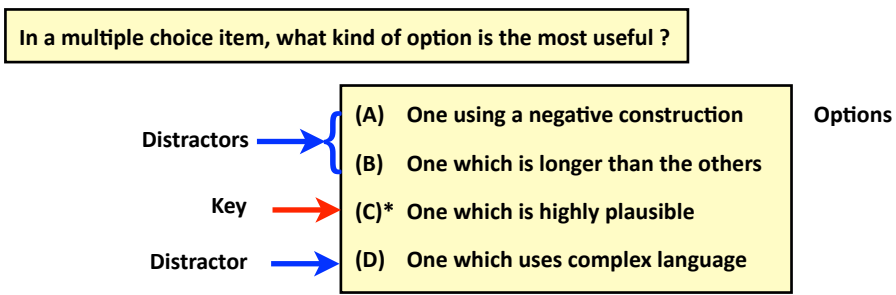 In a multiple choice item, what kind of option is the most useful ?
(A) One using a negative construction
Options
Distractors
(B) One which is longer than the others
Key
(C)* One which is highly plausible
Distractor
(D) One which uses complex language